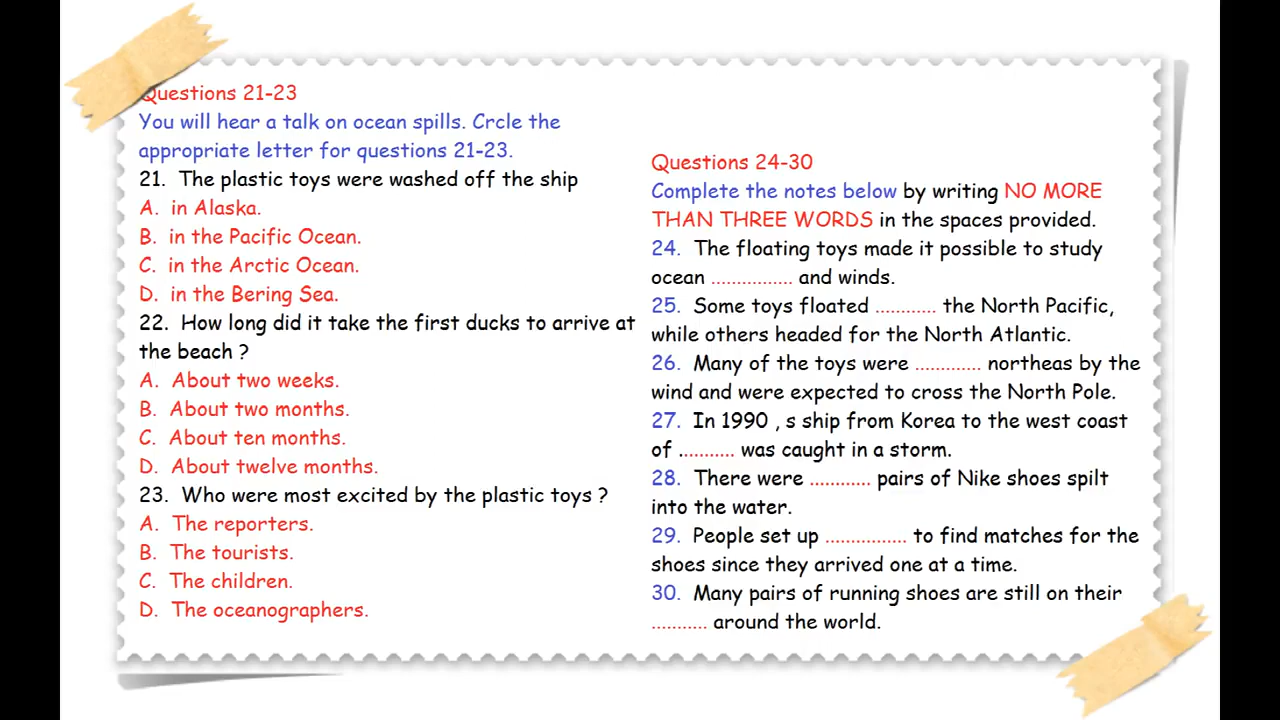 Questions 21-23
You will hear a talk on ocean spills. Crcle the
appropriate letter for questions 21-23.
21. The plastic toys were washed off the ship
A. in Alaska.
B. in the Pacific Ocean.
C. in the Arctic Ocean.
D. in the Bering Sea.
22. How long did it take the first ducks to arrive at
the beach ?
A. About two weeks.
B. About two months.
C. About ten months.
D. About twelve months.
23. Who were most excited by the plastic toys ?
A. The reporters.
B. The tourists.
C. The children.
D. The oceanographers.
Questions 24-30
Complete the notes below by writing NO MORE
THAN THREE WORDS in the spaces provided.
24. The floating toys made it possible to study
ocean ................ and winds.
25. Some toys floated ............ the North Pacific,
while others headed for the North Atlantic.
26. Many of the toys were ............. northeas by the
wind and were expected to cross the North Pole.
27. In 1990 , s ship from Korea to the west coast
of ........... was caught in a storm.
28. There were ............ pairs of Nike shoes spilt
into the water.
29. People set up ................ to find matches for the
shoes since they arrived one at a time.
30. Many pairs of running shoes are still on their
........... around the world.